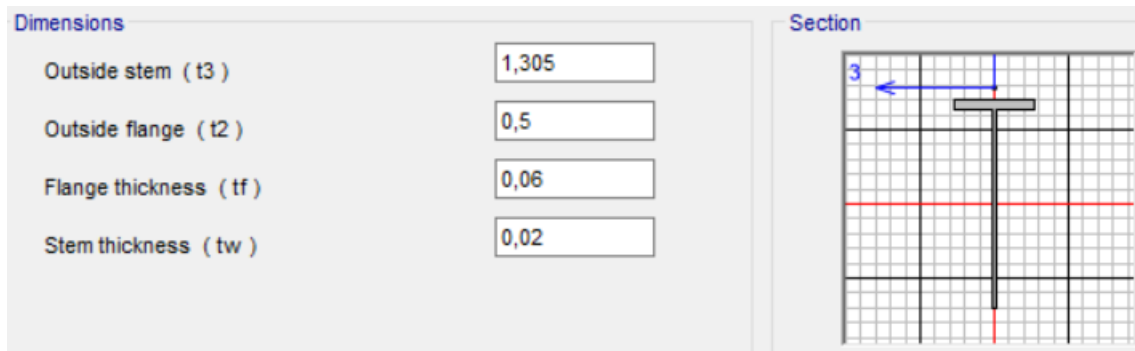 Dimensions
Outside stem ( t3 )
1,305
Outside flange ( t2 )
0,5
Flange thickness ( tf )
0,06
Stem thickness ( tw )
0,02
Section
3